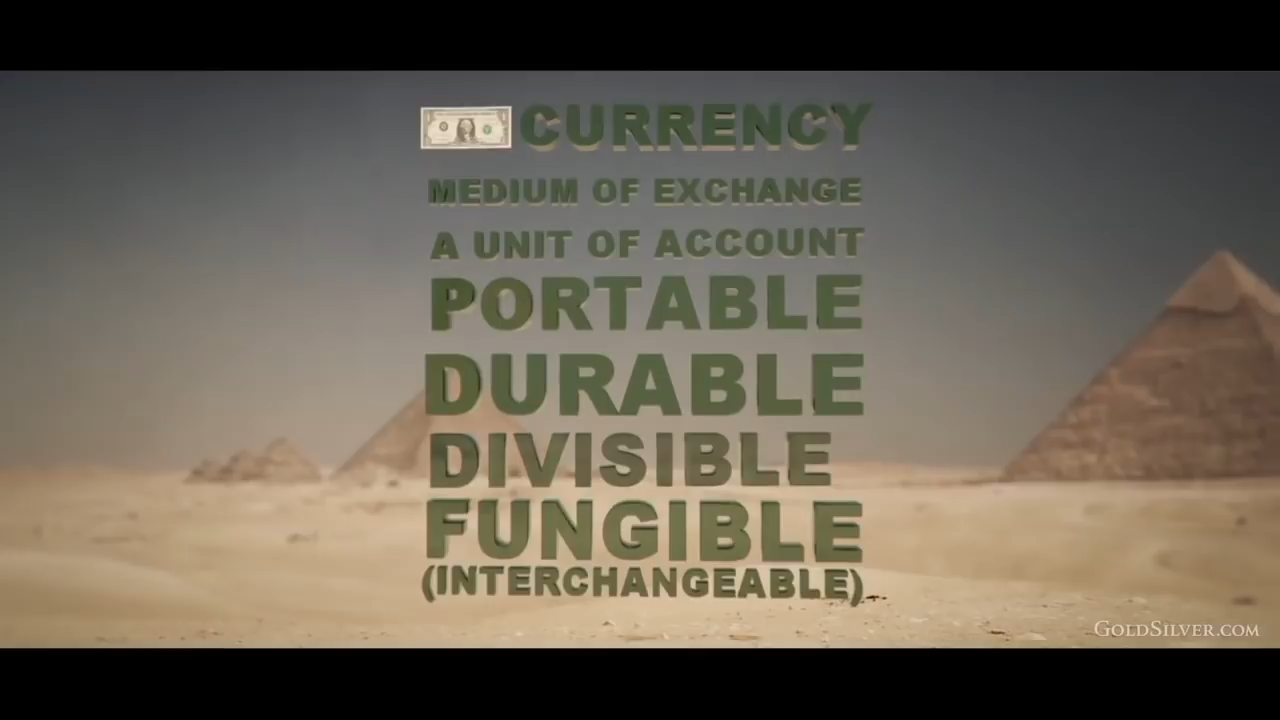 CURRENCY
MEDIUM OF EXCHANGE
A UNIT OF ACCOUNT
PORTABLE
DURABLE
DIVISIBLE
FUNGIBLE
(INTERCHANGEABLE)
GOLDSILVER.COM